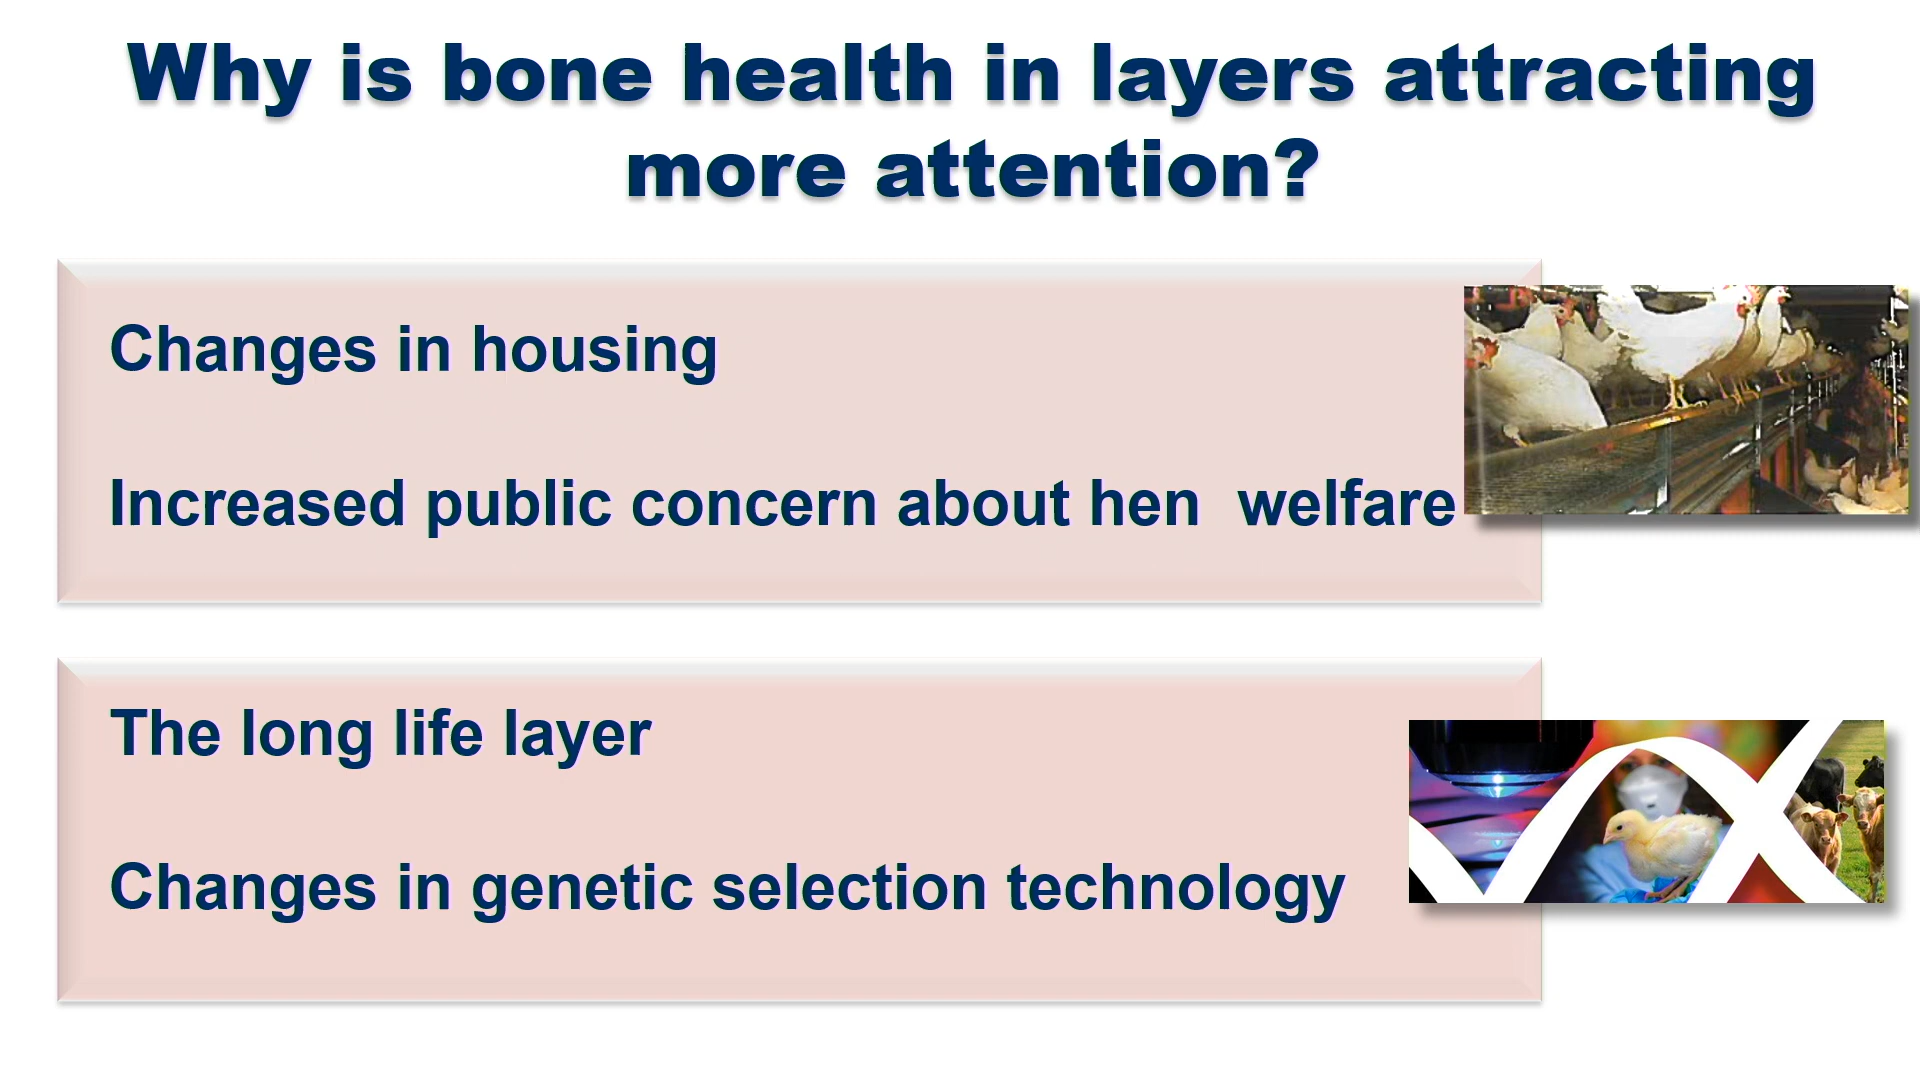 Why is bone health in layers attracting
more attention?
Changes in housing
Increased public concern about hen  welfare
The long life layer
Changes in genetic selection technology